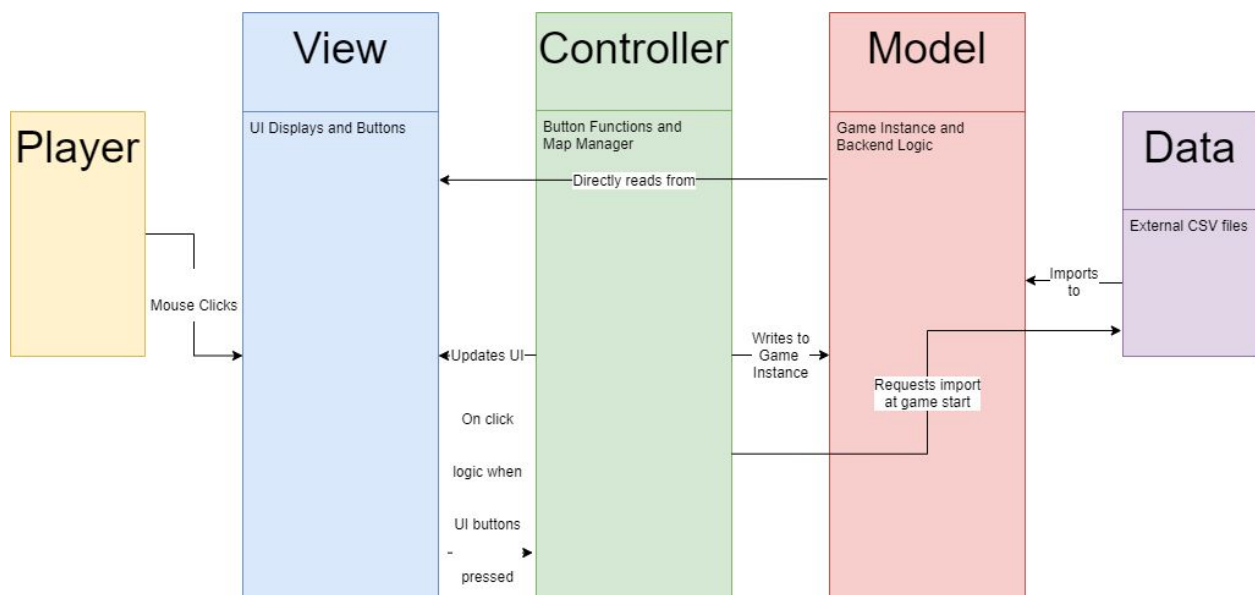 View
Controller
Model
Player
Data
UI Displays and Buttons
Button Functions and
Map Manager
Game Instance and
Backend Logic
External CSV files
Directly reads from
Mouse Clicks
Imports
to
Updates UI
Writes to
Game
Instance
Requests import
at game start
On click
logic when
UI buttons
pressed